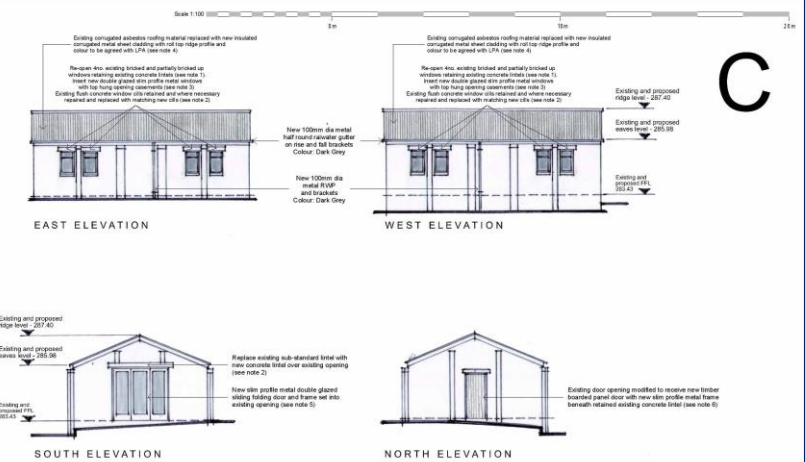 Scale 1:100
0m
10m
20m
C
Existing corrugated asbestos roofing material replaced with new insulated
corrugated metal sheet cladding with roll top ridge profile and
colour to be agreed with LPA (see note 4)
Re-open 4no. existing bricked and partially bricked up
windows retaining existing concrete lintels (see note 1).
Insert new double glazed slim profile metal windows
with top hung opening casements (see note 3)
Existing flush concrete window cills retained and where necessary
repaired and replaced with matching new cills (see note 2)
New 100mm dia metal
half round rainwater gutter
on rise and fall brackets
Colour: Dark Grey
New 100mm dia
metal RWP
and brackets
Colour: Dark Grey
EAST ELEVATION
Existing corrugated asbestos roofing material replaced with new insulated
corrugated metal sheet cladding with roll top ridge profile and
colour to be agreed with LPA (see note 4)
Re-open 4no. existing bricked and partially bricked up
windows retaining existing concrete lintels (see note 1).
Insert new double glazed slim profile metal windows
with top hung opening casements (see note 3)
Existing flush concrete window cills retained and where necessary
repaired and replaced with matching new cills (see note 2)
Existing and proposed
ridge level - 287.40
Existing and proposed
eaves level - 285.98
Existing and
proposed FFL
283.43
WEST ELEVATION
Existing and proposed
ridge level - 287.40
Existing and proposed
eaves level - 285.98
Existing and
proposed FFL
283.43
Replace existing sub-standard lintel with
new concrete lintel over existing opening
(see note 2)
New slim profile metal double glazed
sliding folding door and frame set into
existing opening (see note 5)
SOUTH ELEVATION
Existing door opening modified to receive new timber
boarded panel door with new slim profile metal frame
beneath retained existing concrete lintel (see note 6)
NORTH ELEVATION